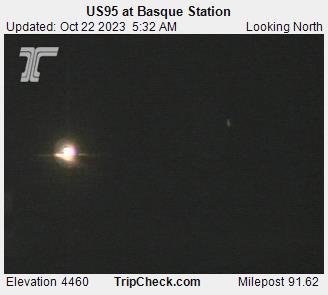 US95 at Basque Station
Updated: Oct 22 2023 5:32 AM Looking North
Elevation 4460 TripCheck.com Milepost 91.62